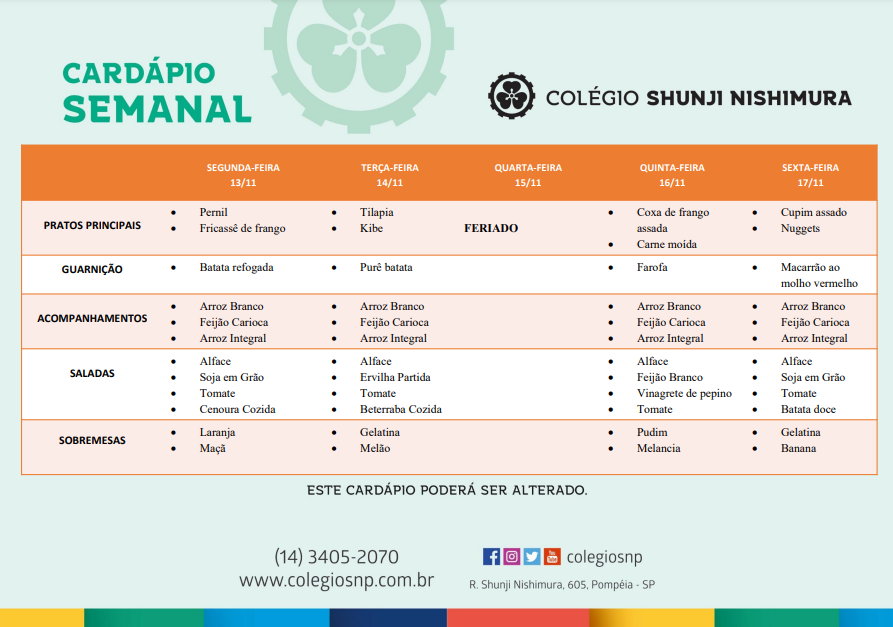 CARDÁPIO
SEMANAL
COLÉGIO SHUNJI NISHIMURA
SEGUNDA-FEIRA TERÇA-FEIRA QUARTA-FEIRA QUINTA-FEIRA SEXTA-FEIRA
13/11 14/11 15/11 16/11 17/11
PRATOS PRINCIPAIS
• Pernil
• Fricassê de frango
• Tilapia
• Kibe
FERIADO
• Coxa de frango
assada
• Carne moída
• Cupim assado
• Nuggets
GUARNIÇÃO
• Batata refogada
• Purê batata
• Farofa
• Macarrão ao
molho vermelho
ACOMPANHAMENTOS
• Arroz Branco
• Feijão Carioca
• Arroz Integral
• Arroz Branco
• Feijão Carioca
• Arroz Integral
• Arroz Branco
• Feijão Carioca
• Arroz Integral
• Arroz Branco
• Feijão Carioca
• Arroz Integral
SALADAS
• Alface
• Soja em Grão
• Tomate
• Cenoura Cozida
• Alface
• Ervilha Partida
• Tomate
• Beterraba Cozida
• Alface
• Feijão Branco
• Vinagrete de pepino
• Tomate
• Alface
• Soja em Grão
• Tomate
• Batata doce
SOBREMESAS
• Laranja
• Maçã
• Gelatina
• Melão
• Pudim
• Melancia
• Gelatina
• Banana
ESTE CARDÁPIO PODERÁ SER ALTERADO.
(14) 3405-2070
www.colegiosnp.com.br
colegiosnp
R. Shunji Nishimura, 605, Pompéia - SP